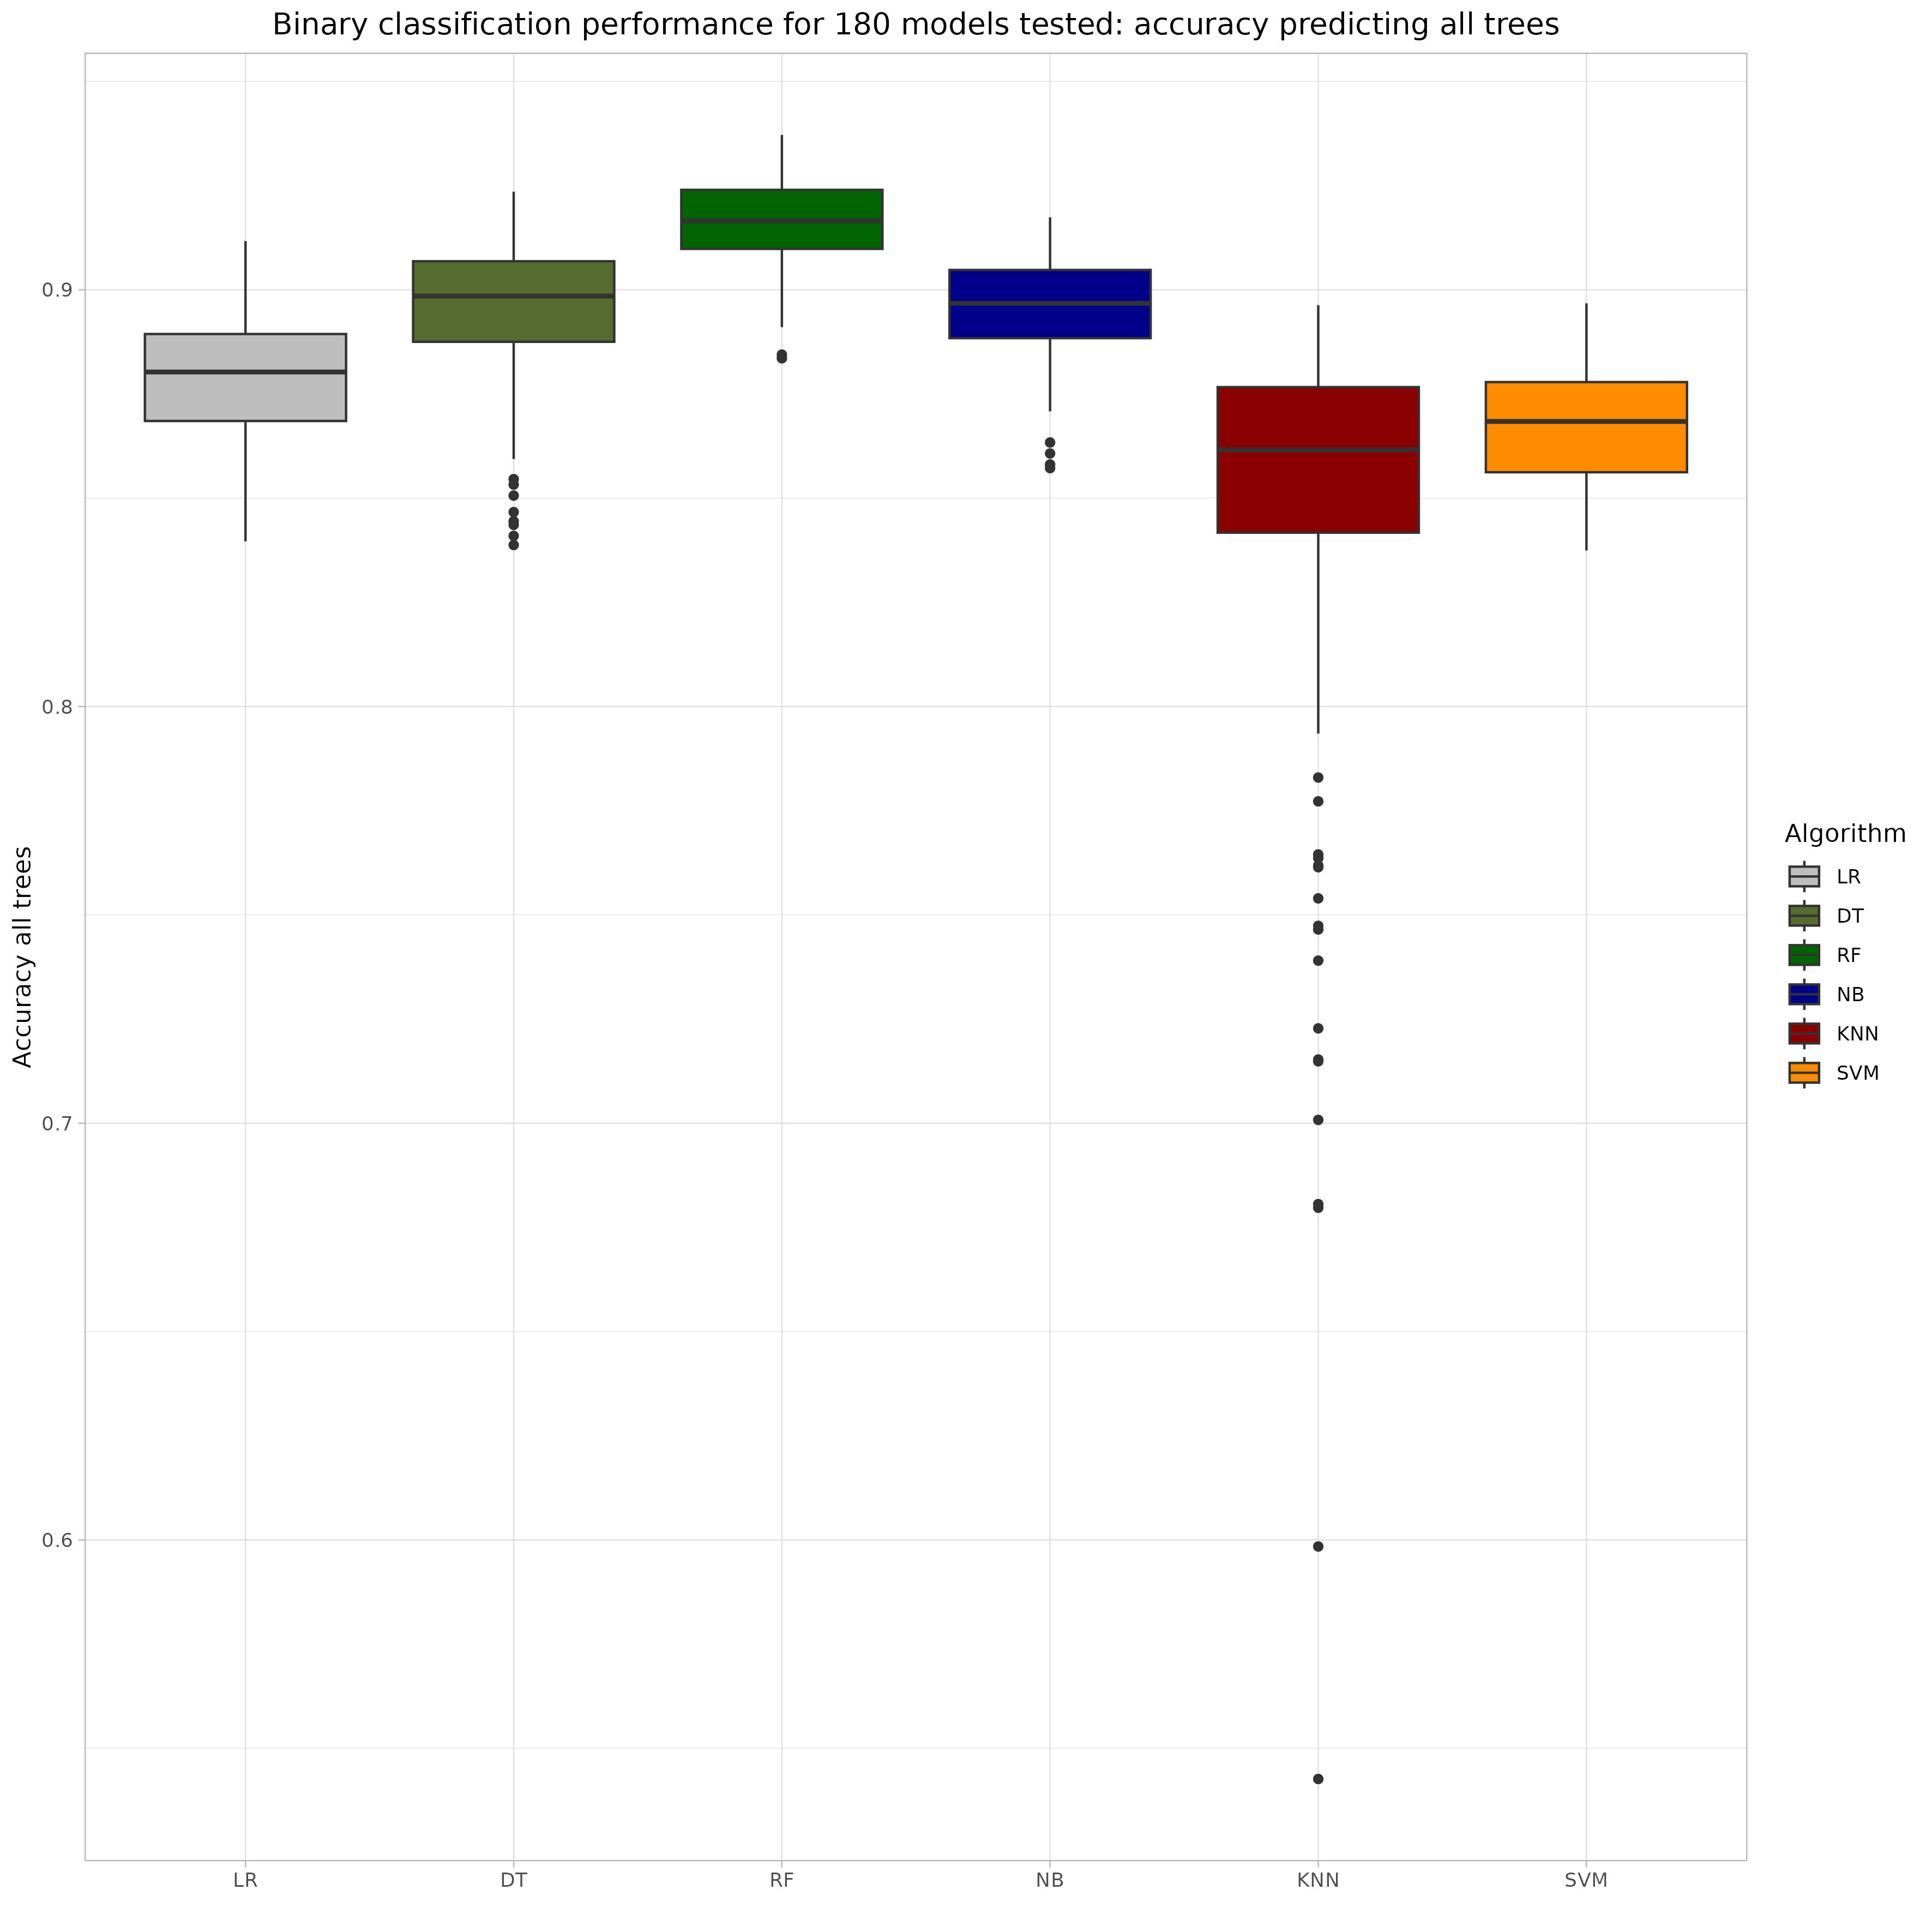 Binary classification performance for 180 models tested: accuracy predicting all trees
Accuracy all trees
0.9
0.8
0.7
0.6
LR
DT
RF
NB
KNN
SVM
Algorithm
LR
DT
RF
NB
KNN
SVM